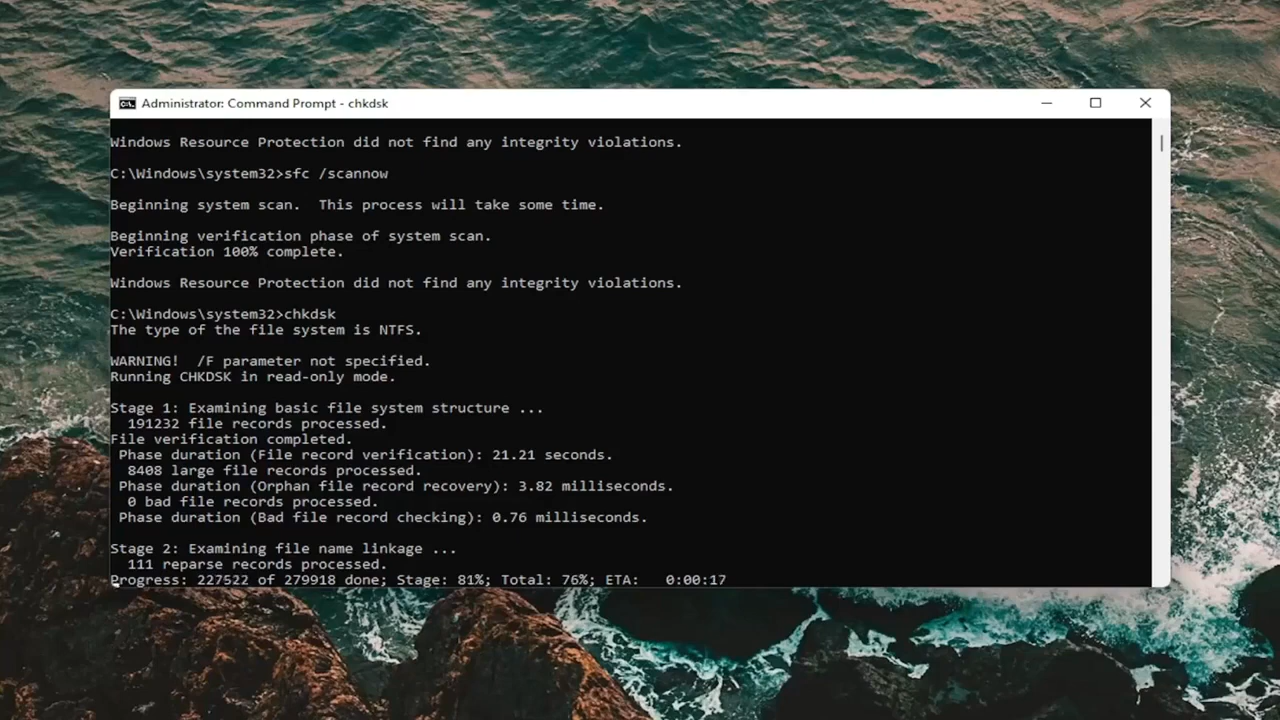 Administrator: Command Prompt - chkdsk
Windows Resource Protection did not find any integrity violations.
C:\Windows\system32>sfc /scannow
Beginning system scan.  This process will take some time.
Beginning verification phase of system scan.
Verification 100% complete.
Windows Resource Protection did not find any integrity violations.
C:\Windows\system32>chkdsk
The type of the file system is NTFS.
WARNING!  /F parameter not specified.
Running CHKDSK in read-only mode.
Stage 1: Examining basic file system structure ...
  191232 file records processed.
File verification completed.
 Phase duration (File record verification): 21.21 seconds.
  8408 large file records processed.
 Phase duration (Orphan file record recovery): 3.82 milliseconds.
  0 bad file records processed.
 Phase duration (Bad file record checking): 0.76 milliseconds.
Stage 2: Examining file name linkage ...
  111 reparse records processed.
Progress: 227522 of 279918 done; Stage: 81%; Total: 76%; ETA:   0:00:17